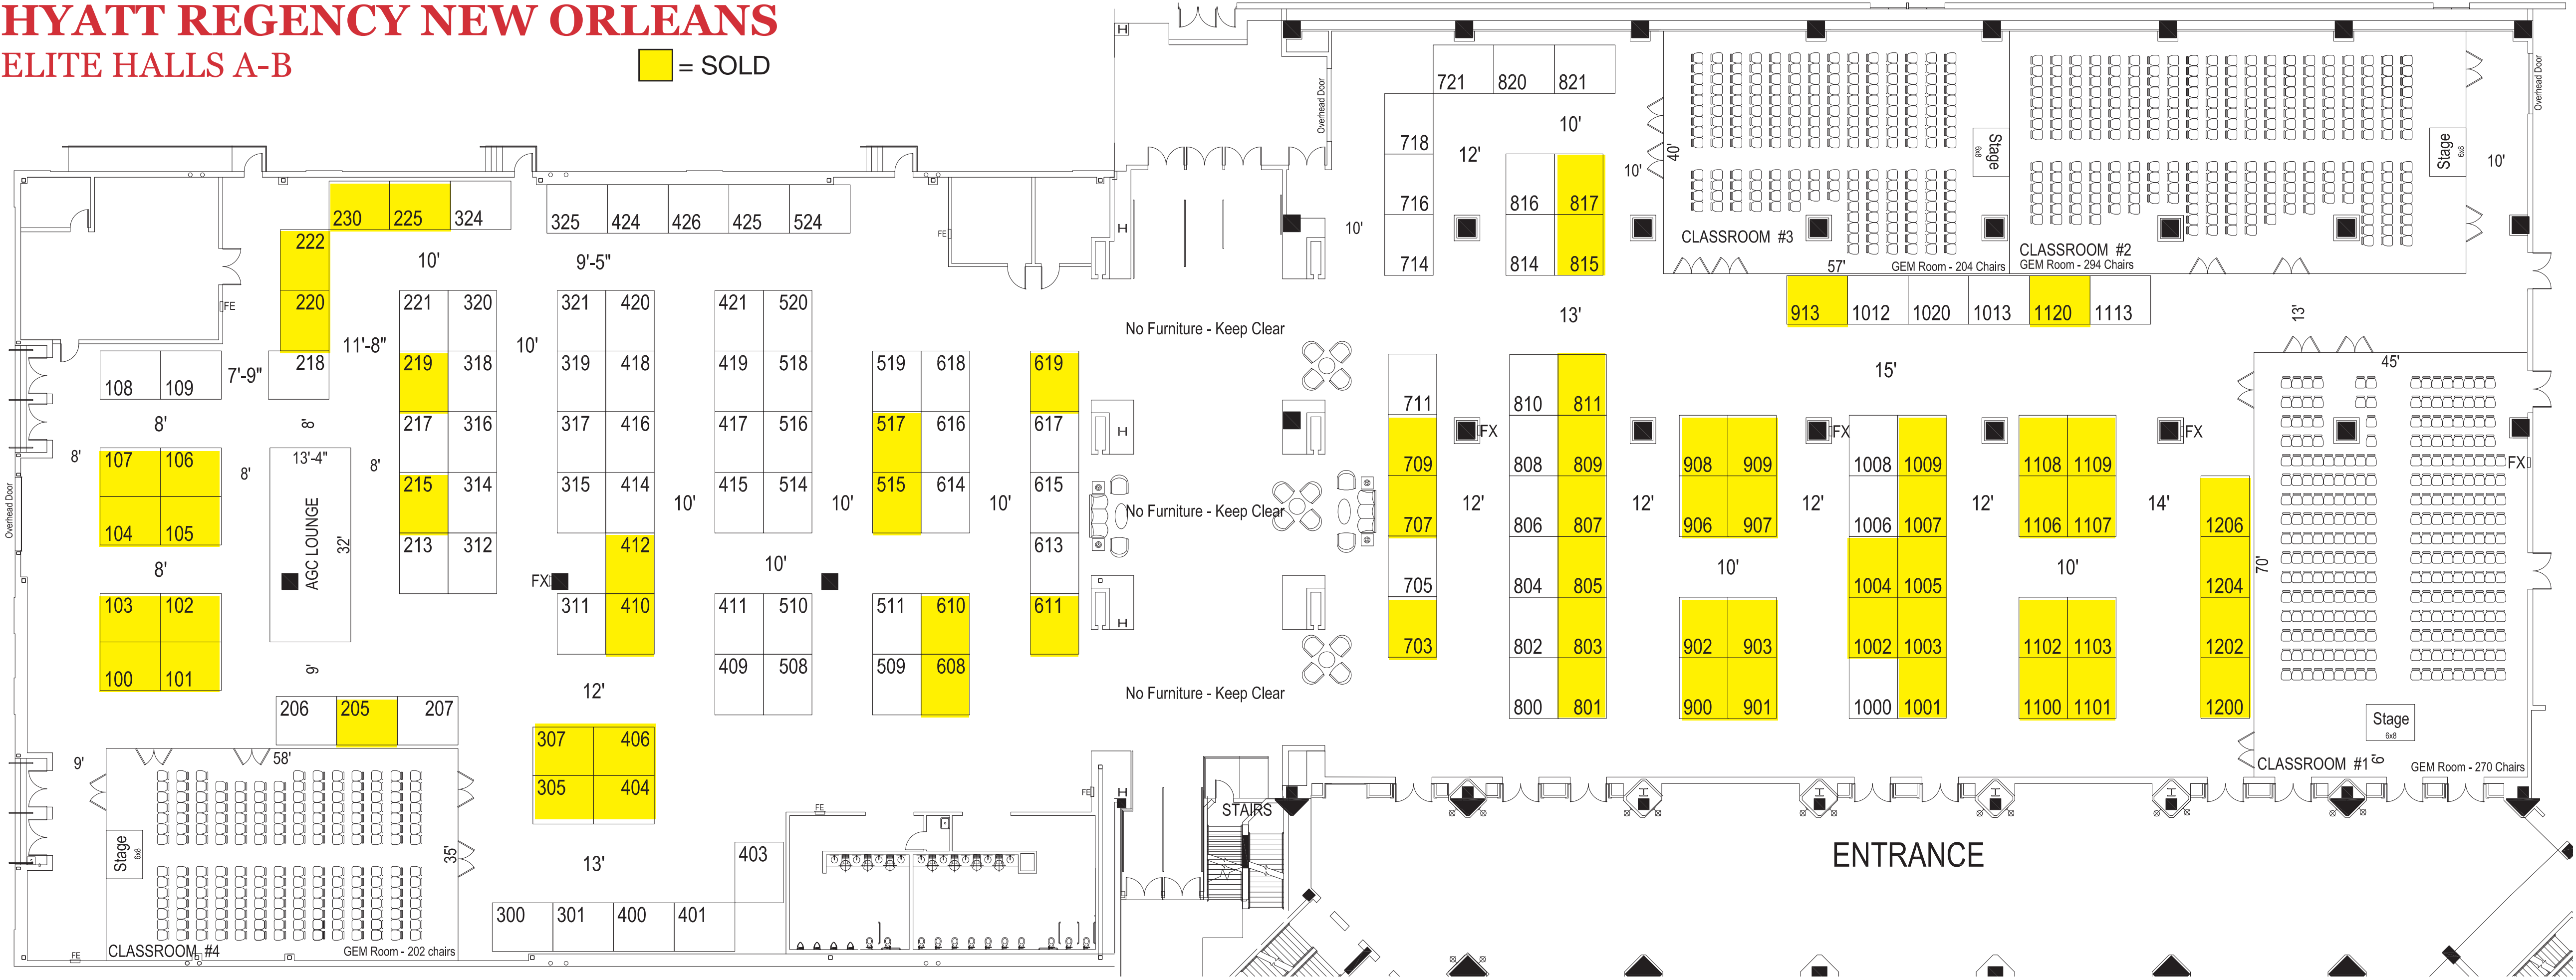 HYATT REGENCY NEW ORLEANS
ELITE HALLS A-B
= SOLD
H
Overhead Door
721 820 821
10'
718
12'
40'
10'
Stage
6x8
Stage
6x8
10'
Overhead Door
716 816 817
10'
714 814 815
H
CLASSROOM #3
GEM Room - 204 Chairs
57'
CLASSROOM #2
GEM Room - 294 Chairs
230 225 324
325 424 426 425 524
FE
222
10'
9'-5"
220
FE
221 320
321 420
421 520
No Furniture - Keep Clear
13'
913 1012 1020 1013 1120 1113
13'
11'-8"
10'
108 109
7'-9"
218
219 318
319 418
419 518
519 618
619
15'
45'
8'
8'
217 316
317 416
417 516
517 616
617
H
711
810 811
FX
FX
FX
8'
107 106
8'
13'-4"
8'
709
808 809
908 909
1008 1009
1108 1109
FX
Overhead Door
104 105
AGC LOUNGE
32'
215 314
315 414
10'
415 514
10'
515 614
10'
615
No Furniture - Keep Clear
707
12'
806 807
12'
906 907
12'
1006 1007
12'
1106 1107
14'
1206
8'
213 312
412
10'
613
705
804 805
10'
1004 1005
10'
1204
70'
FX
103 102
311 410
411 510
511 610
611
H
703
802 803
902 903
1002 1003
1102 1103
1202
100 101
9'
12'
409 508
509 608
No Furniture - Keep Clear
800 801
900 901
1000 1001
1100 1101
1200
206 205 207
307 406
305 404
Stage
6x8
9'
58'
CLASSROOM #1
6'
GEM Room - 270 Chairs
FE
FE
H
STAIRS
H
H
H
H
Stage
6x8
35'
13'
403
ENTRANCE
300 301 400 401
FE
CLASSROOM #4
GEM Room - 202 chairs